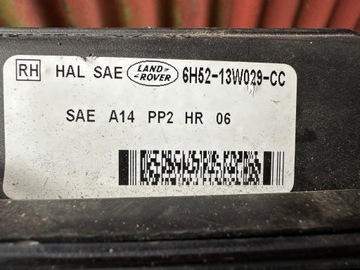 RH HAL SAE LAND ROVER 6H52-13W029-CC
SAE A14 PP2 HR 06